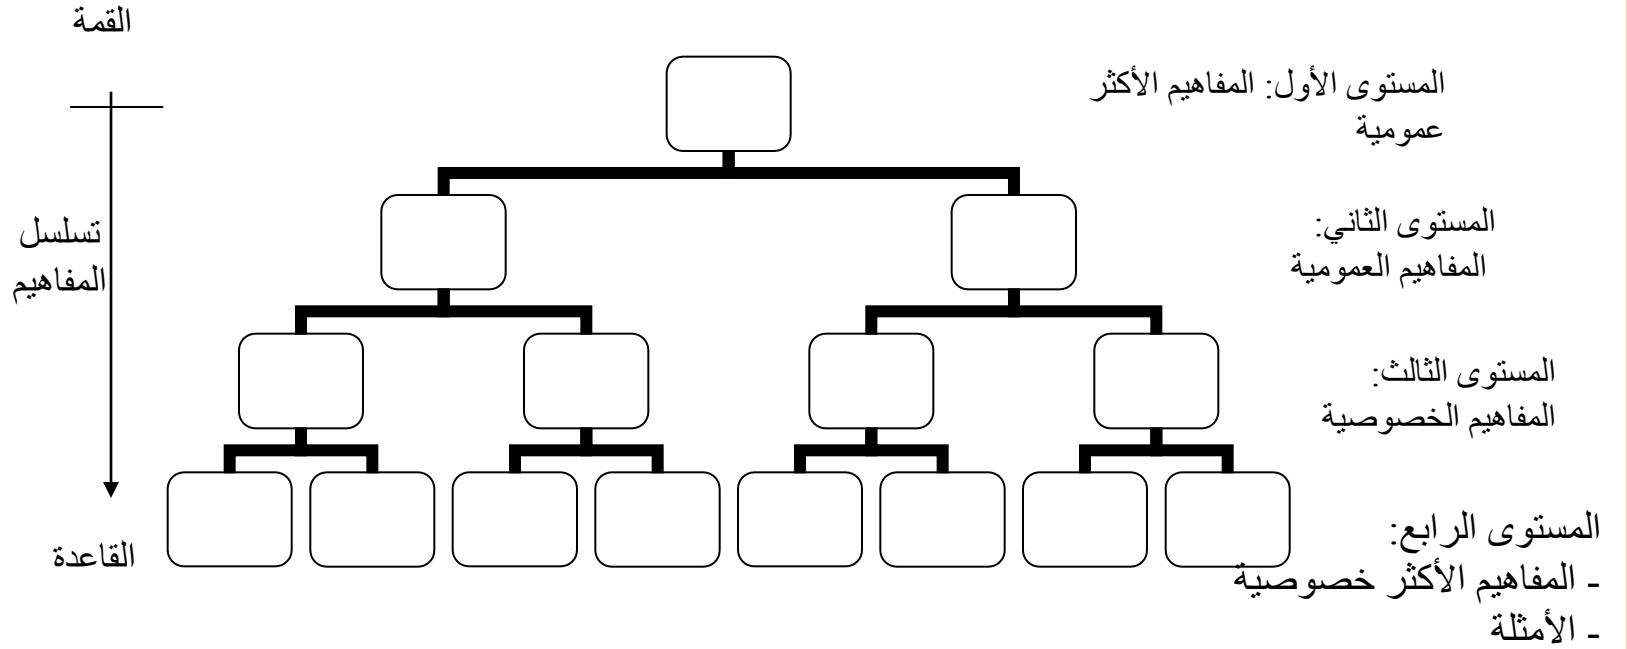 القمة
المستوى الأول: المفاهيم الأكثر
عمومية
المستوى الثاني:
المفاهيم العمومية
تسلسل
المفاهيم
المستوى الثالث:
المفاهيم الخصوصية
المستوى الرابع:
- المفاهيم الأكثر خصوصية
- الأمثلة
القاعدة